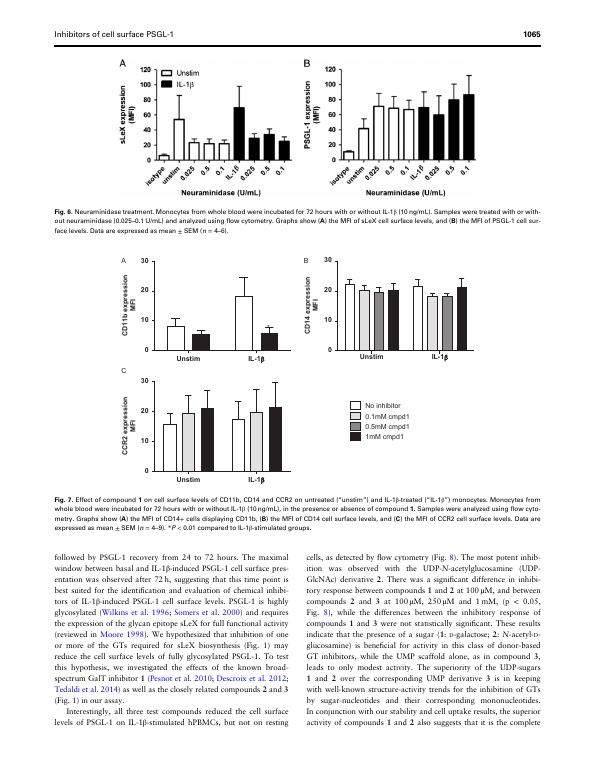 Inhibitors of cell surface PSGL-1
1065
A
120
100
80
60
40
20
0
sLeX expression
(MFI)
Unstim
IL-1β
isotype
unstim
0.025
0.5
0.1
IL-1β
0.025
0.5
0.1
Neuraminidase (U/mL)
B
120
100
80
60
40
20
0
PSGL-1 expression
(MFI)
isotype
unstim
0.025
0.5
0.1
IL-1β
0.025
0.5
0.1
Neuraminidase (U/mL)
Fig. 6. Neuraminidase treatment. Monocytes from whole blood were incubated for 72 hours with or without IL-1β (10 ng/mL). Samples were treated with or with-
out neuraminidase (0.025–0.1 U/mL) and analyzed using flow cytometry. Graphs show (A) the MFI of sLeX cell surface levels, and (B) the MFI of PSGL-1 cell sur-
face levels. Data are expressed as mean ± SEM (n = 4–6).
A
30
20
10
0
CD11b expression
MFI
Unstim
IL-1β
*
B
30
20
10
0
CD14 expression
MFI
Unstim
IL-1β
C
30
20
10
0
CCR2 expression
MFI
Unstim
IL-1β
No inhibitor
0.1mM cmpd1
0.5mM cmpd1
1mM cmpd1
Fig. 7. Effect of compound 1 on cell surface levels of CD11b, CD14 and CCR2 on untreated (“unstim”) and IL-1β-treated (“IL-1β”) monocytes. Monocytes from
whole blood were incubated for 72 hours with or without IL-1β (10 ng/mL), in the presence or absence of compound 1. Samples were analyzed using flow cyto-
metry. Graphs show (A) the MFI of CD14+ cells displaying CD11b, (B) the MFI of CD14 cell surface levels, and (C) the MFI of CCR2 cell surface levels. Data are
expressed as mean ± SEM (n = 4–9). *P < 0.01 compared to IL-1β-stimulated groups.
followed by PSGL-1 recovery from 24 to 72 hours. The maximal
window between basal and IL-1β-induced PSGL-1 cell surface pres-
entation was observed after 72 h, suggesting that this time point is
best suited for the identification and evaluation of chemical inhibi-
tors of IL-1β-induced PSGL-1 cell surface levels. PSGL-1 is highly
glycosylated (Wilkins et al. 1996; Somers et al. 2000) and requires
the expression of the glycan epitope sLeX for full functional activity
(reviewed in Moore 1998). We hypothesized that inhibition of one
or more of the GTs required for sLeX biosynthesis (Fig. 1) may
reduce the cell surface levels of fully glycosylated PSGL-1. To test
this hypothesis, we investigated the effects of the known broad-
spectrum GalT inhibitor 1 (Pesnot et al. 2010; Descroix et al. 2012;
Tedaldi et al. 2014) as well as the closely related compounds 2 and 3
(Fig. 1) in our assay.
Interestingly, all three test compounds reduced the cell surface
levels of PSGL-1 on IL-1β-stimulated hPBMCs, but not on resting
cells, as detected by flow cytometry (Fig. 8). The most potent inhib-
ition was observed with the UDP-N-acetylglucosamine (UDP-
GlcNAc) derivative 2. There was a significant difference in inhibi-
tory response between compounds 1 and 2 at 100 μM, and between
compounds 2 and 3 at 100 μM, 250 μM and 1 mM, (p < 0.05,
Fig. 8), while the differences between the inhibitory response of
compounds 1 and 3 were not statistically significant. These results
indicate that the presence of a sugar (1: D-galactose; 2: N-acetyl-D-
glucosamine) is beneficial for activity in this class of donor-based
GT inhibitors, while the UMP scaffold alone, as in compound 3,
leads to only modest activity. The superiority of the UDP-sugars
1 and 2 over the corresponding UMP derivative 3 is in keeping
with well-known structure-activity trends for the inhibition of GTs
by sugar-nucleotides and their corresponding mononucleotides.
In conjunction with our stability and cell uptake results, the superior
activity of compounds 1 and 2 also suggests that it is the complete